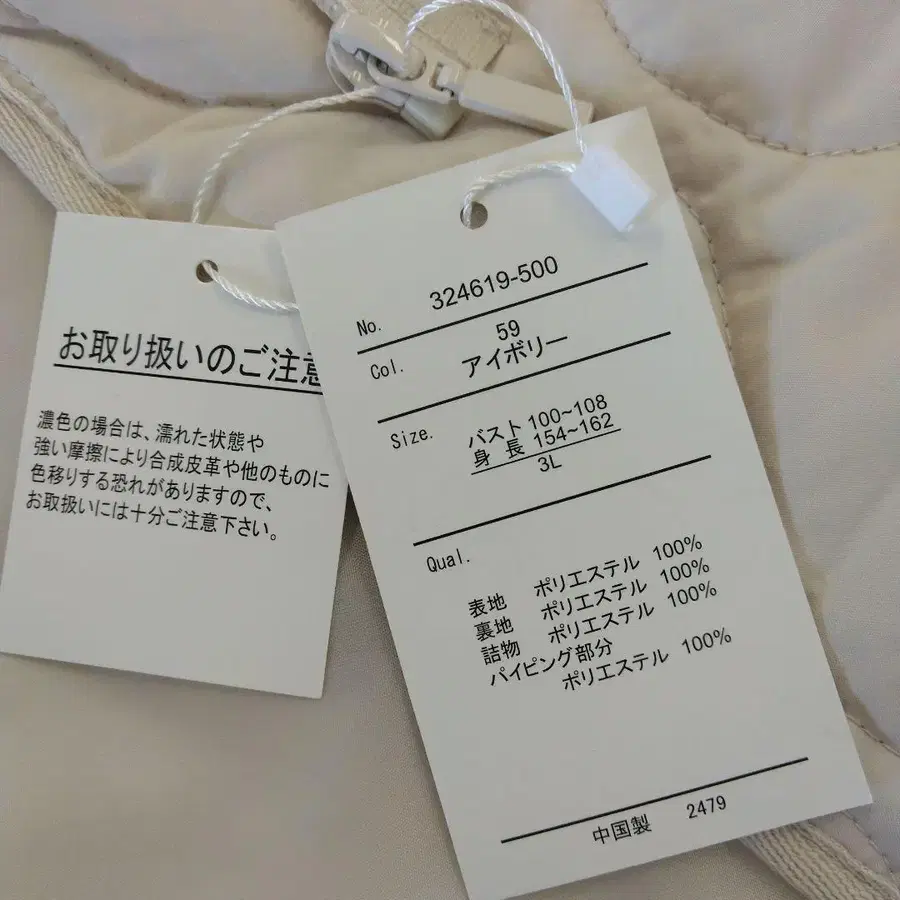 お取り扱いのご注意
濃色の場合は、濡れた状態や
強い摩擦により合成皮革や他のものに
色移りする恐れがありますので、
お取扱いには十分ご注意下さい。
No. 324619-500
Col. 59
アイボリー
Size. バスト 100~108
身 長 154~162
3L
Qual.
表地 ポリエステル 100%
裏地 ポリエステル 100%
詰物 ポリエステル 100%
パイピング部分
ポリエステル 100%
中国製 2479